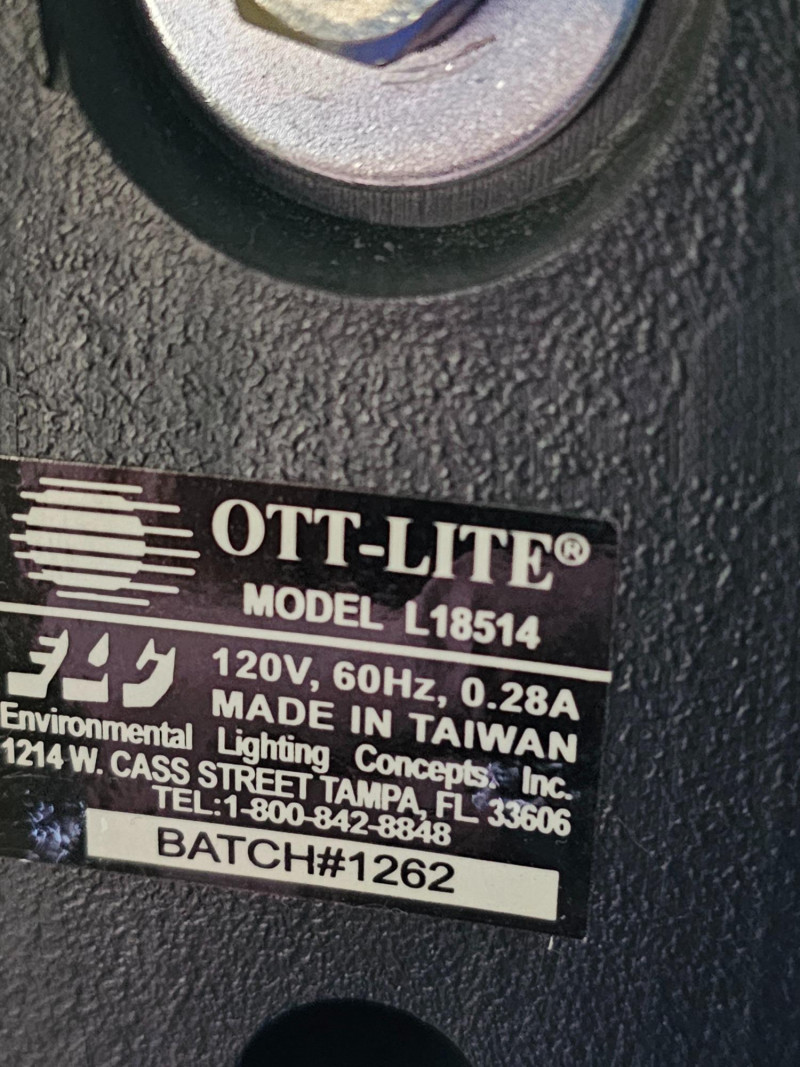 OTT-LITE®
MODEL L18514
ELC
120V, 60Hz, 0.28A
MADE IN TAIWAN
Environmental Lighting Concepts, Inc.
1214 W. CASS STREET TAMPA, FL 33606
TEL:1-800-842-8848
BATCH#1262